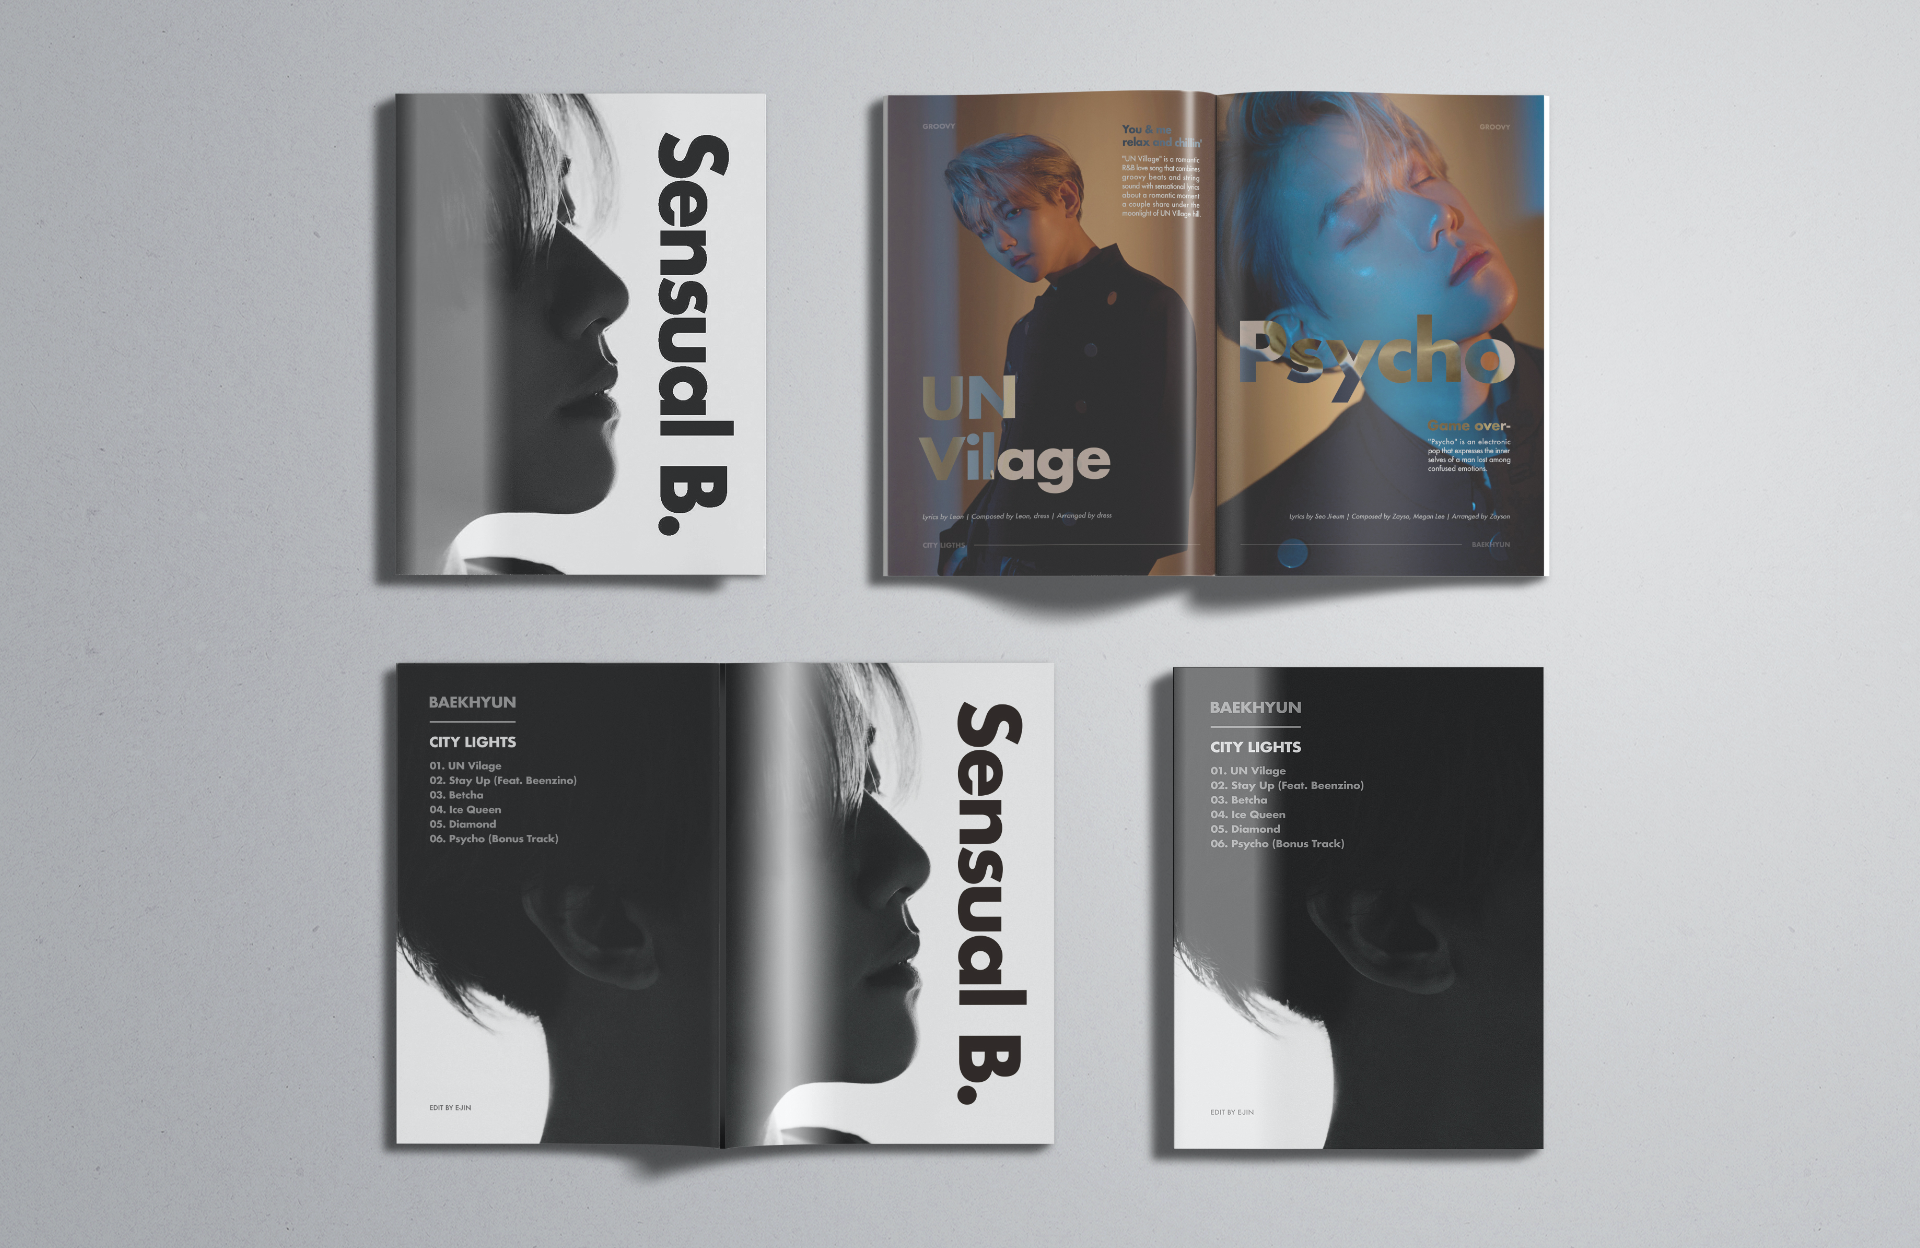 Sensual B.
GROOVY
You & me
relax and chillin'
"UN Village" is a romantic
R&B love song that combines
groovy beats and string
sound with sensational lyrics
about a romantic moment
a couple share under the
moonlight of UN Village hill.
UN
Vilage
Lyrics by Leon | Composed by Leon, dress | Arranged by dress
CITY LIGTHS
GROOVY
Psycho
Game over-
"Psycho" is an electronic
pop that expresses the inner
selves of a man lost among
confused emotions.
Lyrics by Seo Ji-eum | Composed by Zayson, Megan Lee | Arranged by Zayson
BAEKHYUN
BAEKHYUN
CITY LIGHTS
01. UN Vilage
02. Stay Up (Feat. Beenzino)
03. Betcha
04. Ice Queen
05. Diamond
06. Psycho (Bonus Track)
EDIT BY E-JIN
Sensual B.
BAEKHYUN
CITY LIGHTS
01. UN Vilage
02. Stay Up (Feat. Beenzino)
03. Betcha
04. Ice Queen
05. Diamond
06. Psycho (Bonus Track)
EDIT BY E-JIN